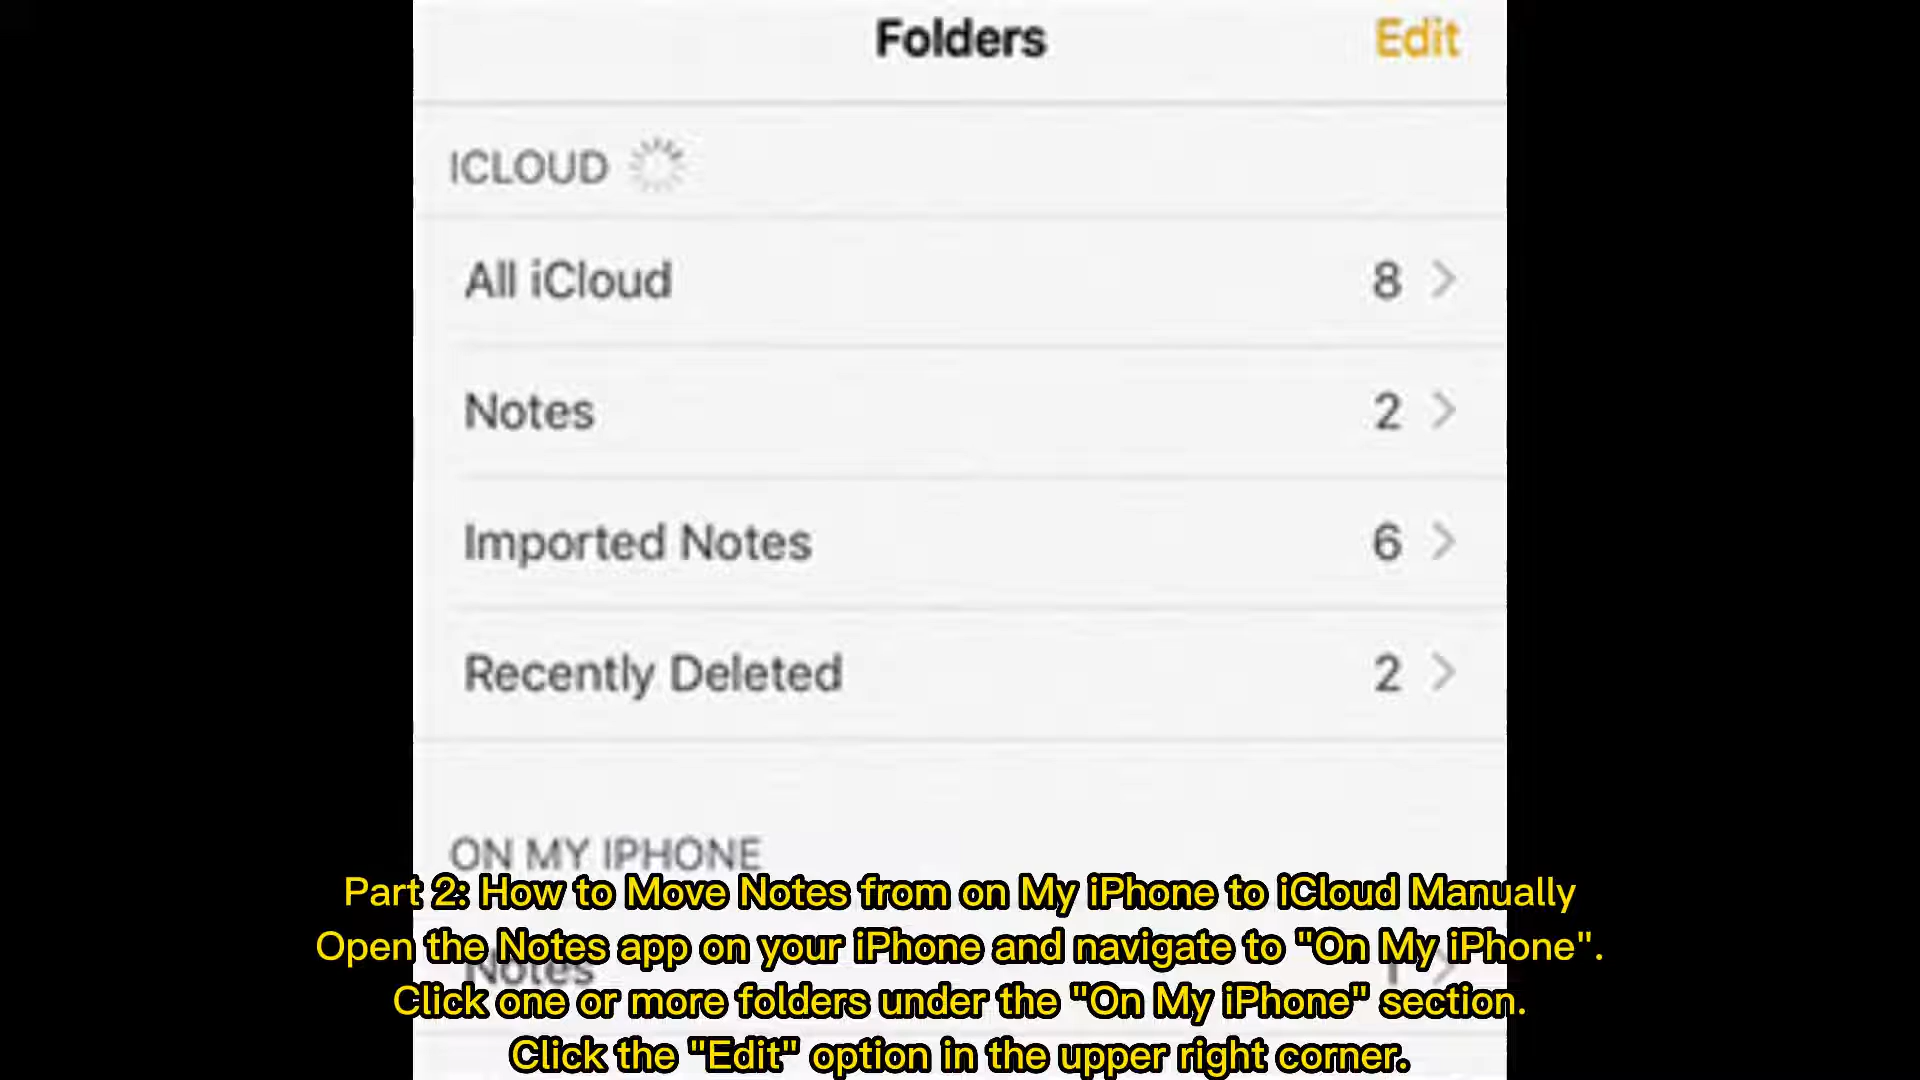 Folders Edit
ICLOUD
All iCloud 8
Notes 2
Imported Notes 6
Recently Deleted 2
ON MY IPHONE
Part 2: How to Move Notes from on My iPhone to iCloud Manually
Open the Notes app on your iPhone and navigate to "On My iPhone".
Notes 1
Click one or more folders under the "On My iPhone" section.
Click the "Edit" option in the upper right corner.